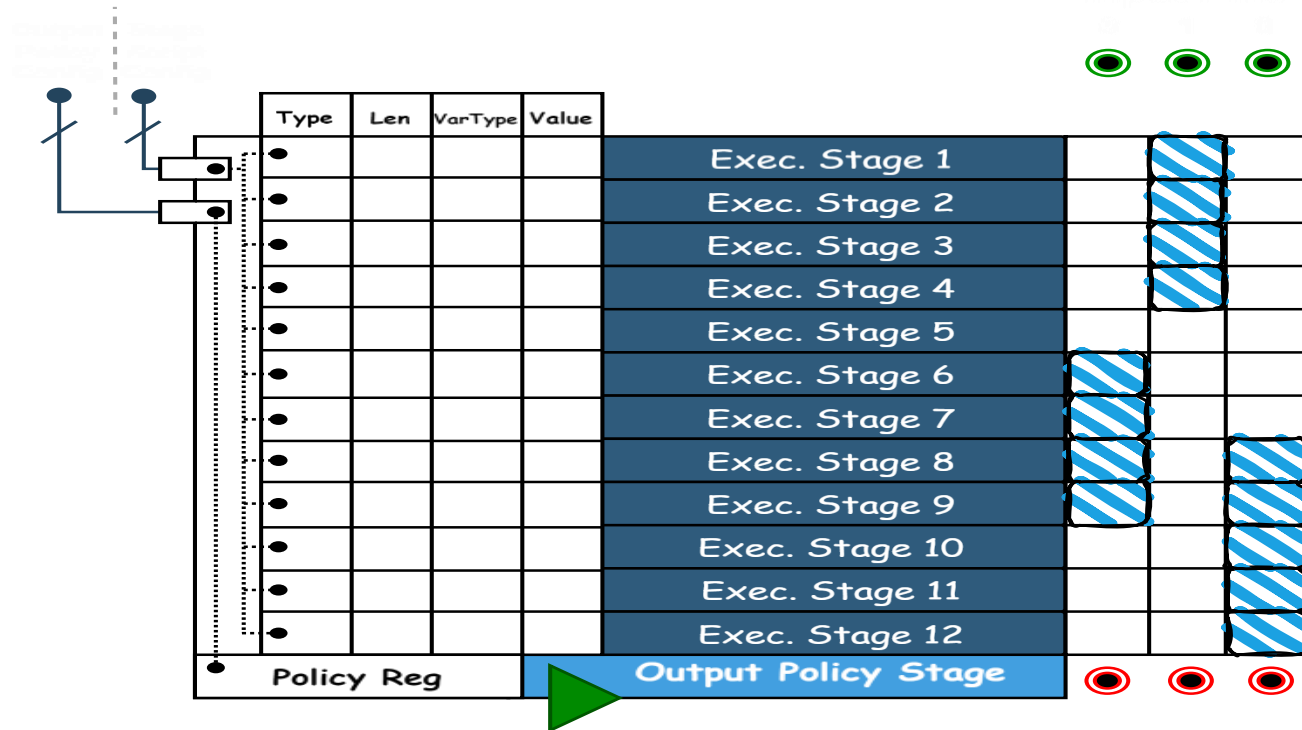 Type Len VarType Value
Exec. Stage 1
Exec. Stage 2
Exec. Stage 3
Exec. Stage 4
Exec. Stage 5
Exec. Stage 6
Exec. Stage 7
Exec. Stage 8
Exec. Stage 9
Exec. Stage 10
Exec. Stage 11
Exec. Stage 12
Policy Reg Output Policy Stage